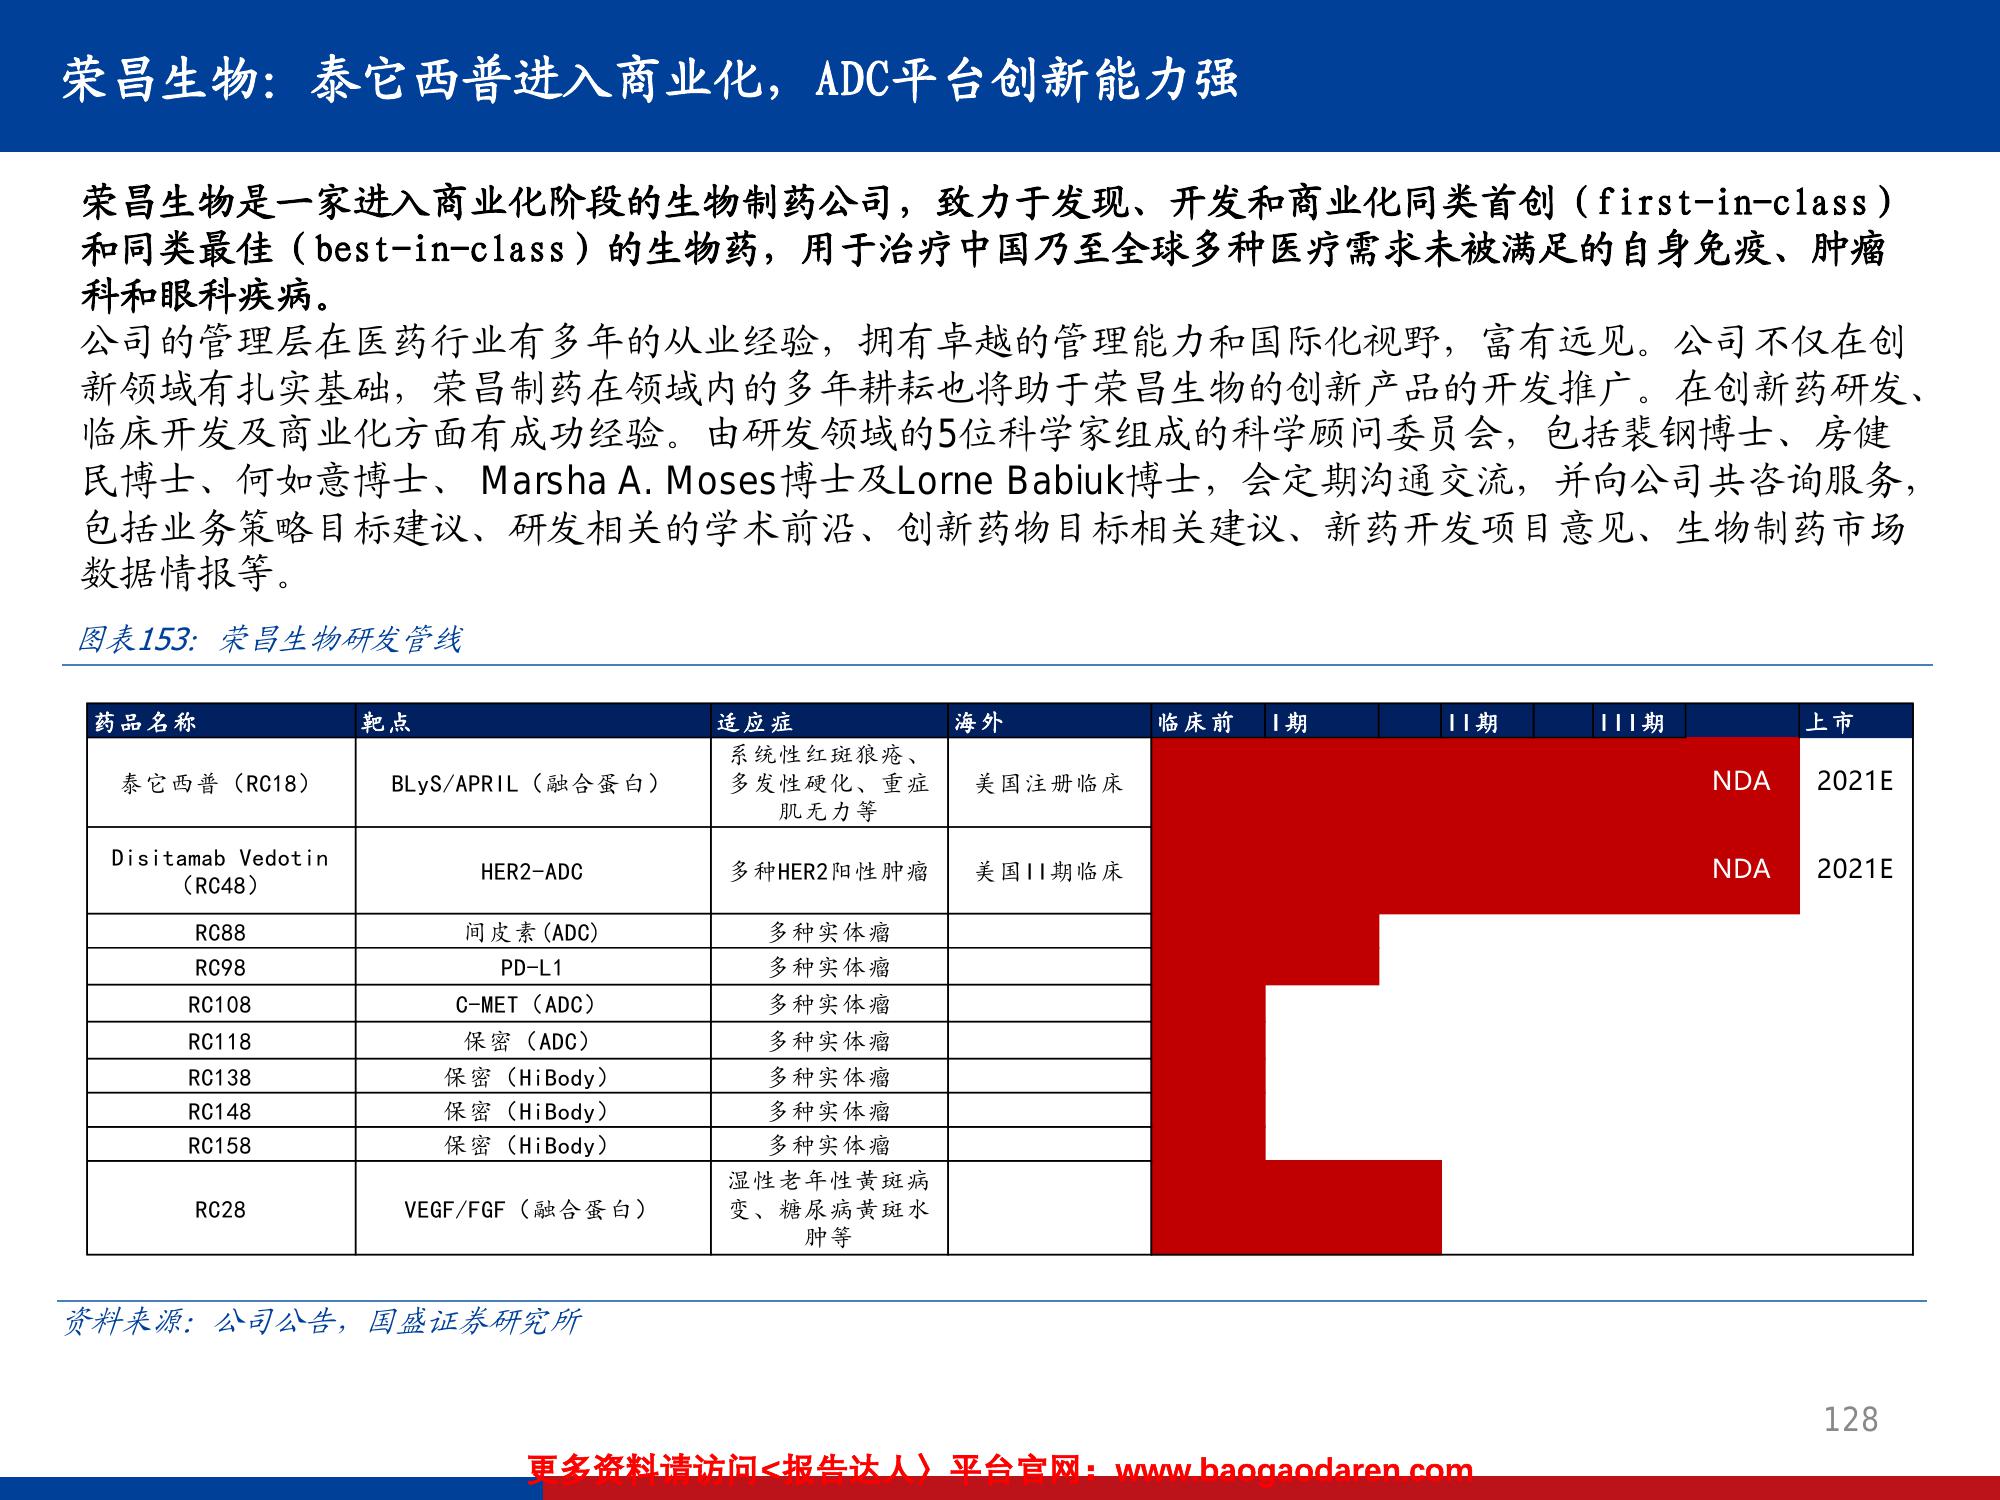 荣昌生物：泰它西普进入商业化，ADC平台创新能力强
荣昌生物是一家进入商业化阶段的生物制药公司，致力于发现、开发和商业化同类首创（first-in-class）
和同类最佳（best-in-class）的生物药，用于治疗中国乃至全球多种医疗需求未被满足的自身免疫、肿瘤
科和眼科疾病。
公司的管理层在医药行业有多年的从业经验，拥有卓越的管理能力和国际化视野，富有远见。公司不仅在创
新领域有扎实基础，荣昌制药在领域内的多年耕耘也将助于荣昌生物的创新产品的开发推广。在创新药研发、
临床开发及商业化方面有成功经验。由研发领域的5位科学家组成的科学顾问委员会，包括裴钢博士、房健
民博士、何如意博士、 Marsha A. Moses博士及Lorne Babiuk博士，会定期沟通交流，并向公司共咨询服务，
包括业务策略目标建议、研发相关的学术前沿、创新药物目标相关建议、新药开发项目意见、生物制药市场
数据情报等。
图表153：荣昌生物研发管线
药品名称 靶点 适应症 海外 临床前 I期 II期 III期 上市
泰它西普（RC18） BLyS/APRIL（融合蛋白） 系统性红斑狼疮、
多发性硬化、重症
肌无力等 美国注册临床 NDA 2021E
Disitamab Vedotin
（RC48） HER2-ADC 多种HER2阳性肿瘤 美国II期临床 NDA 2021E
RC88 间皮素(ADC) 多种实体瘤
RC98 PD-L1 多种实体瘤
RC108 C-MET（ADC） 多种实体瘤
RC118 保密（ADC） 多种实体瘤
RC138 保密（HiBody） 多种实体瘤
RC148 保密（HiBody） 多种实体瘤
RC158 保密（HiBody） 多种实体瘤
RC28 VEGF/FGF（融合蛋白） 湿性老年性黄斑病
变、糖尿病黄斑水
肿等
资料来源：公司公告，国盛证券研究所
128
更多资料请访问<报告达人〉平台官网：www.baogaodaren.com